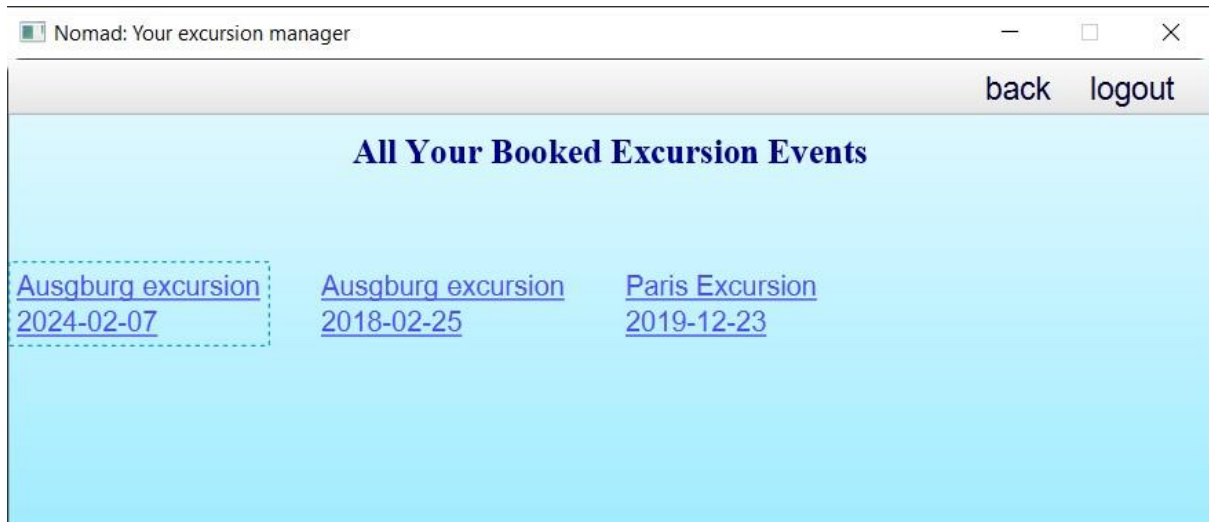 Nomad: Your excursion manager
back logout
All Your Booked Excursion Events
Ausgburg excursion
2024-02-07
Ausgburg excursion
2018-02-25
Paris Excursion
2019-12-23